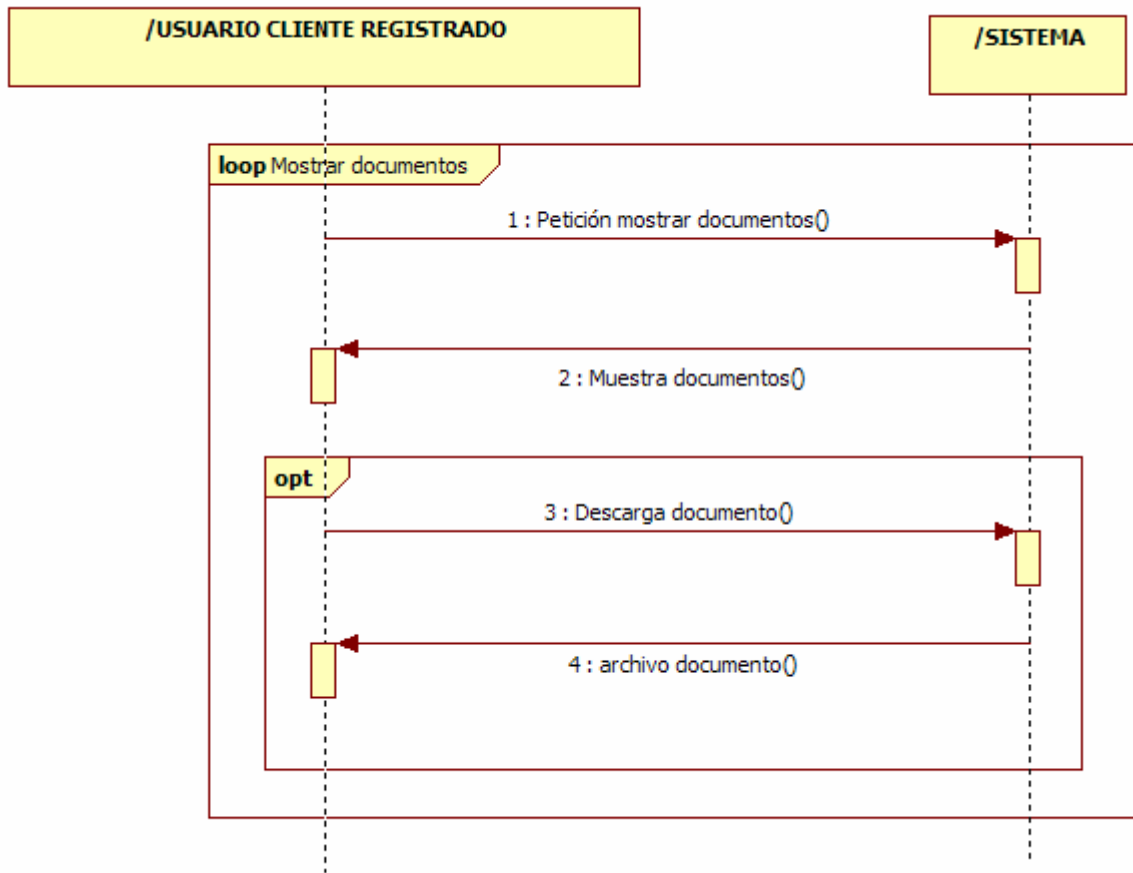 /USUARIO CLIENTE REGISTRADO
/SISTEMA
loop Mostrar documentos
1 : Petición mostrar documentos()
2 : Muestra documentos()
opt
3 : Descarga documento()
4 : archivo documento()